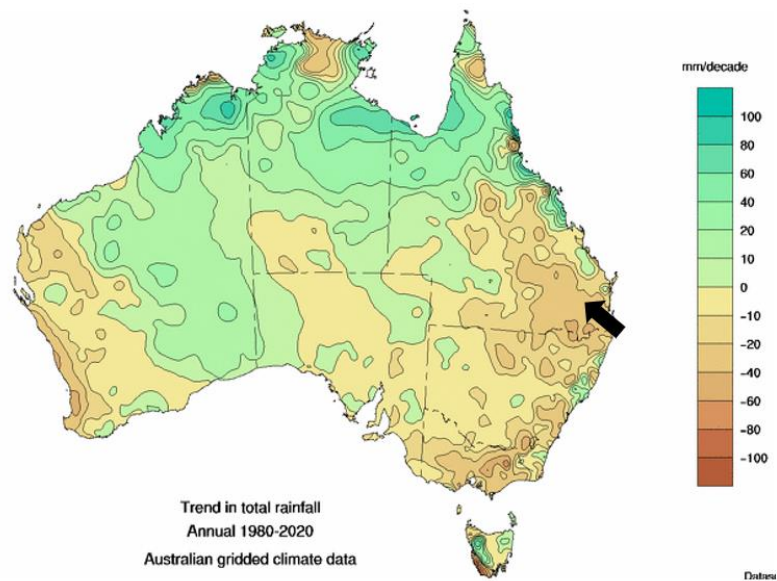 mm/decade
100
80
60
40
20
10
0
-10
-20
-40
-60
-80
-100
Trend in total rainfall
Annual 1980-2020
Australian gridded climate data
Datase